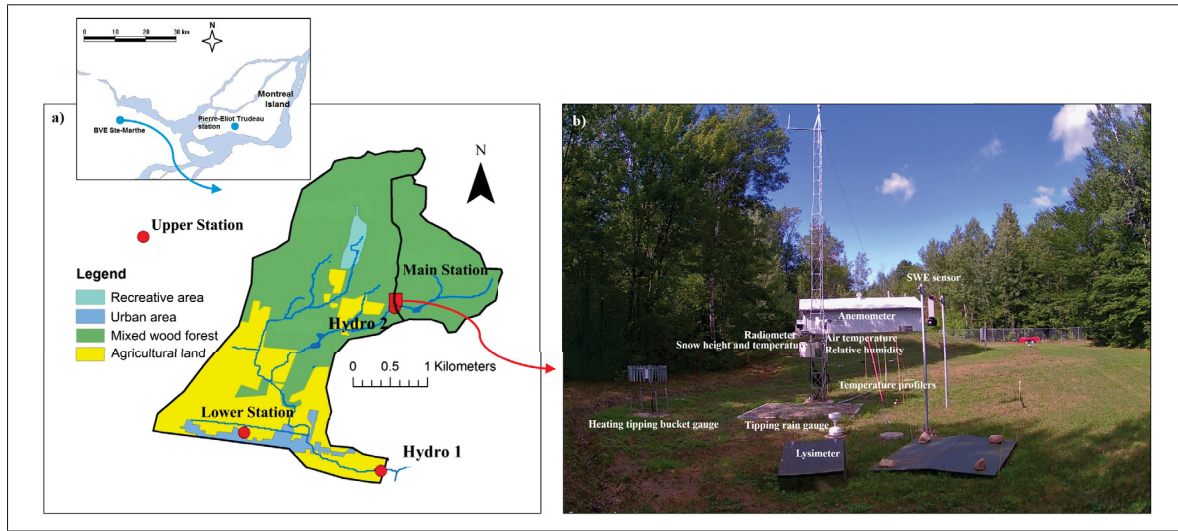 0 10 20 30 km
N
Montreal
Island
BVE Ste-Marthe
Pierre-Eliot Trudeau
station
a)
N
Upper Station
Legend
Recreative area
Urban area
Mixed wood forest
Agricultural land
Main Station
Hydro 2
0 1 Kilometers
Lower Station
Hydro 1
b)
SWE sensor
Anemometer
Radiometer
Snow height and temperature
Air temperature
Relative humidity
Temperature profilers
Heating tipping bucket gauge
Tipping rain gauge
Lysimeter